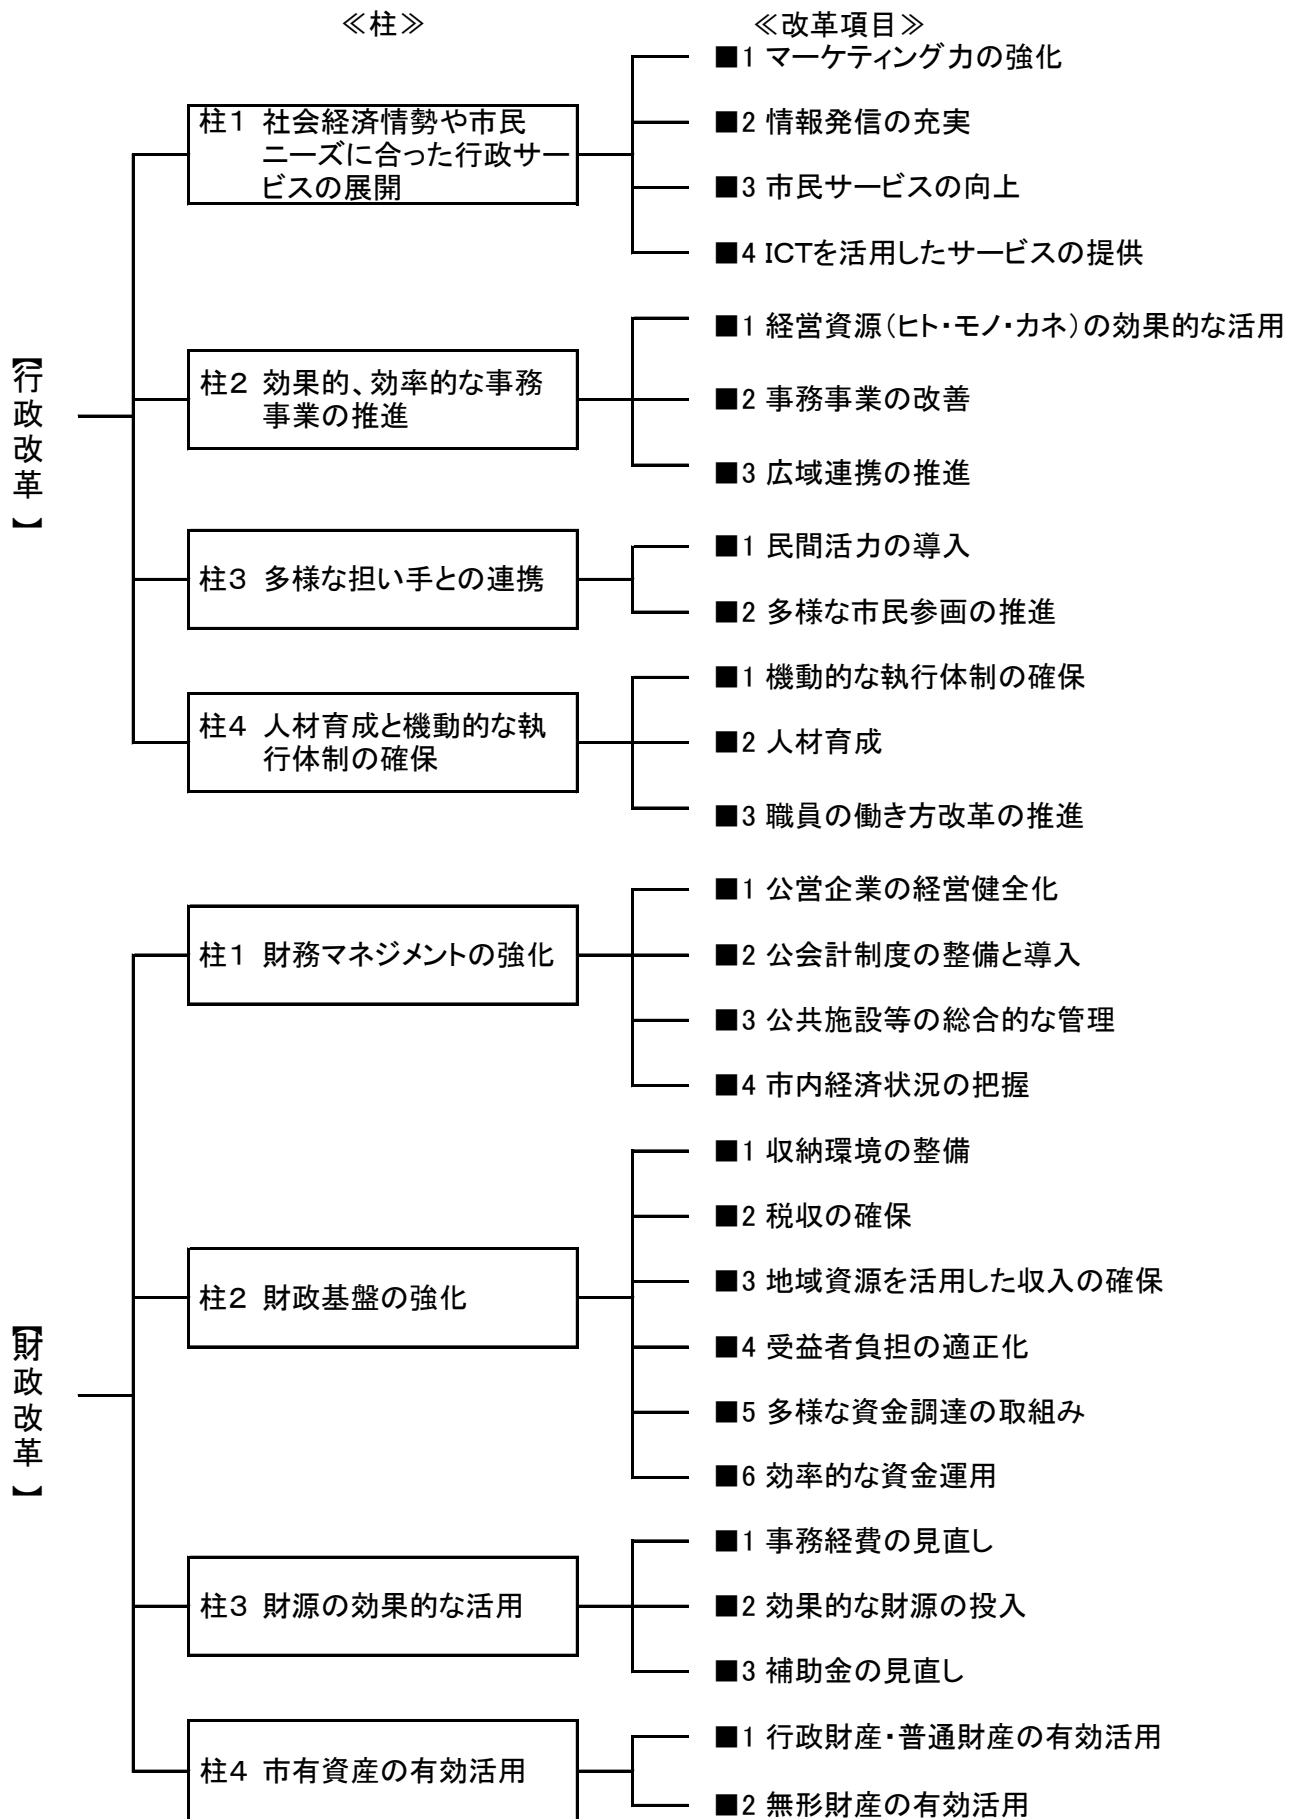 ≪柱≫
≪改革項目≫
【行政改革】
柱1 社会経済情勢や市民
ニーズに合った行政サー
ビスの展開
■1 マーケティング力の強化
■2 情報発信の充実
■3 市民サービスの向上
■4 ICTを活用したサービスの提供
柱2 効果的、効率的な事務
事業の推進
■1 経営資源(ヒト・モノ・カネ)の効果的な活用
■2 事務事業の改善
■3 広域連携の推進
柱3 多様な担い手との連携
■1 民間活力の導入
■2 多様な市民参画の推進
柱4 人材育成と機動的な執
行体制の確保
■1 機動的な執行体制の確保
■2 人材育成
■3 職員の働き方改革の推進
【財政改革】
柱1 財務マネジメントの強化
■1 公営企業の経営健全化
■2 公会計制度の整備と導入
■3 公共施設等の総合的な管理
■4 市内経済状況の把握
柱2 財政基盤の強化
■1 収納環境の整備
■2 税収の確保
■3 地域資源を活用した収入の確保
■4 受益者負担の適正化
■5 多様な資金調達の取組み
■6 効率的な資金運用
柱3 財源の効果的な活用
■1 事務経費の見直し
■2 効果的な財源の投入
■3 補助金の見直し
柱4 市有資産の有効活用
■1 行政財産・普通財産の有効活用
■2 無形財産の有効活用